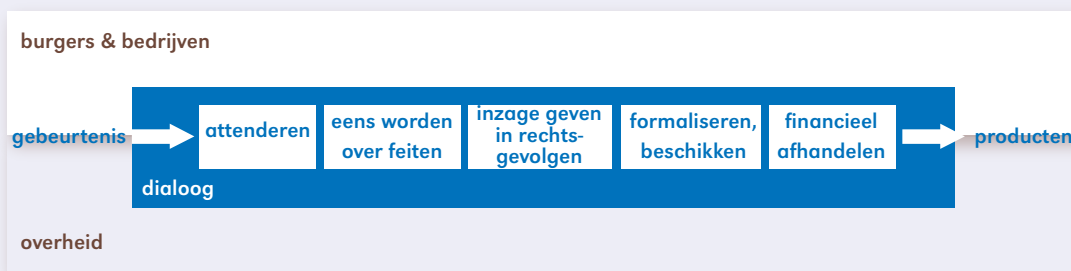 burgers & bedrijven
gebeurtenis
attenderen
eens worden
over feiten
inzage geven
in rechts-
gevolgen
formaliseren,
beschikken
financieel
afhandelen
producten
dialoog
overheid